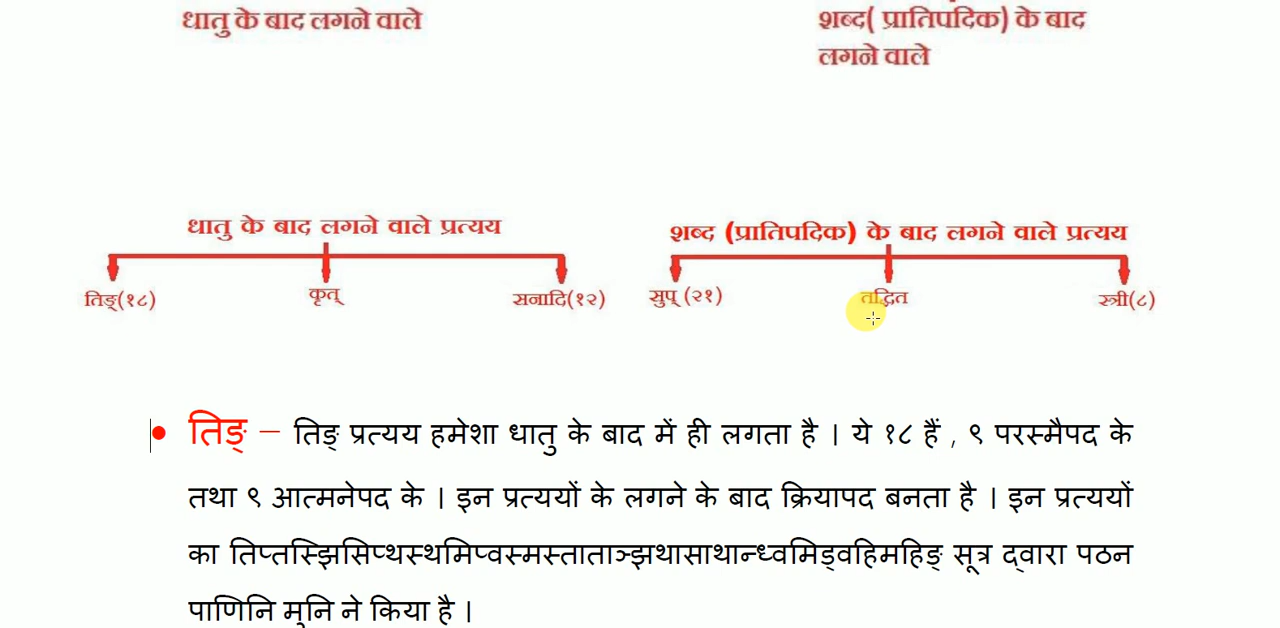 धातु के बाद लगने वाले
शब्द( प्रातिपदिक) के बाद
लगने वाले
धातु के बाद लगने वाले प्रत्यय
तिङ्(१८)
कृत्
सनादि(१२)
शब्द (प्रातिपदिक) के बाद लगने वाले प्रत्यय
सुप् (२१)
तद्धित
स्त्री(८)
• तिङ् – तिङ् प्रत्यय हमेशा धातु के बाद में ही लगता है । ये १८ हैं , ९ परस्मैपद के
तथा ९ आत्मनेपद के । इन प्रत्ययों के लगने के बाद क्रियापद बनता है । इन प्रत्ययों
का तिप्तस्झिसिप्थस्थमिप्वस्मस्ताताञ्झथासाथान्ध्वमिड्वहिमहिङ् सूत्र द्वारा पठन
पाणिनि मुनि ने किया है ।